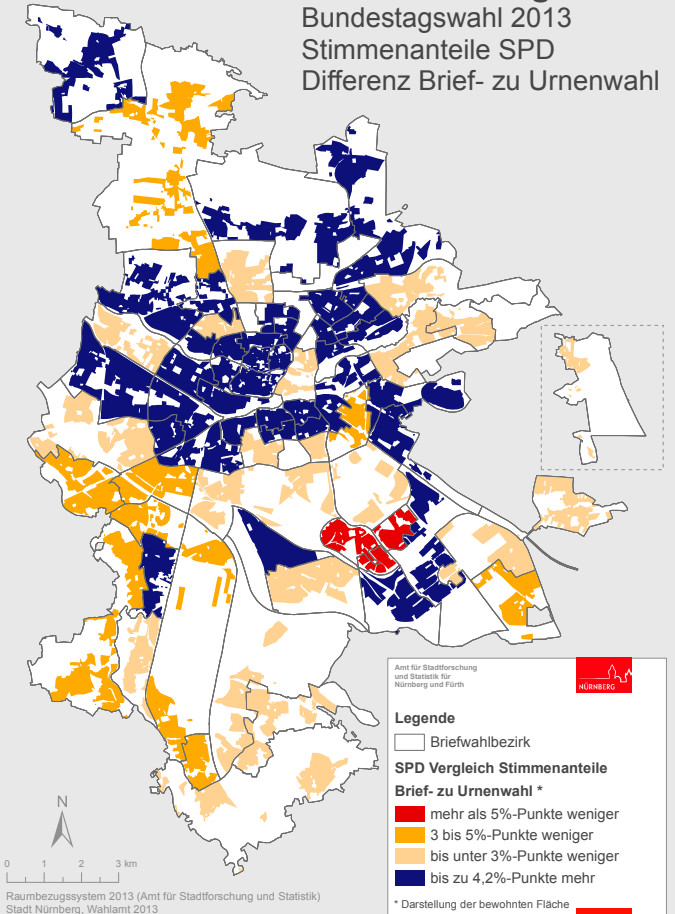 Bundestagswahl 2013
Stimmenanteile SPD
Differenz Brief- zu Urnenwahl
Amt für Stadtforschung
und Statistik für
Nürnberg und Fürth
NÜRNBERG
Legende
Briefwahlbezirk
SPD Vergleich Stimmenanteile
Brief- zu Urnenwahl *
mehr als 5%-Punkte weniger
3 bis 5%-Punkte weniger
bis unter 3%-Punkte weniger
bis zu 4,2%-Punkte mehr
* Darstellung der bewohnten Fläche
N
0 1 2 3 km
Raumbezugssystem 2013 (Amt für Stadtforschung und Statistik)
Stadt Nürnberg, Wahlamt 2013